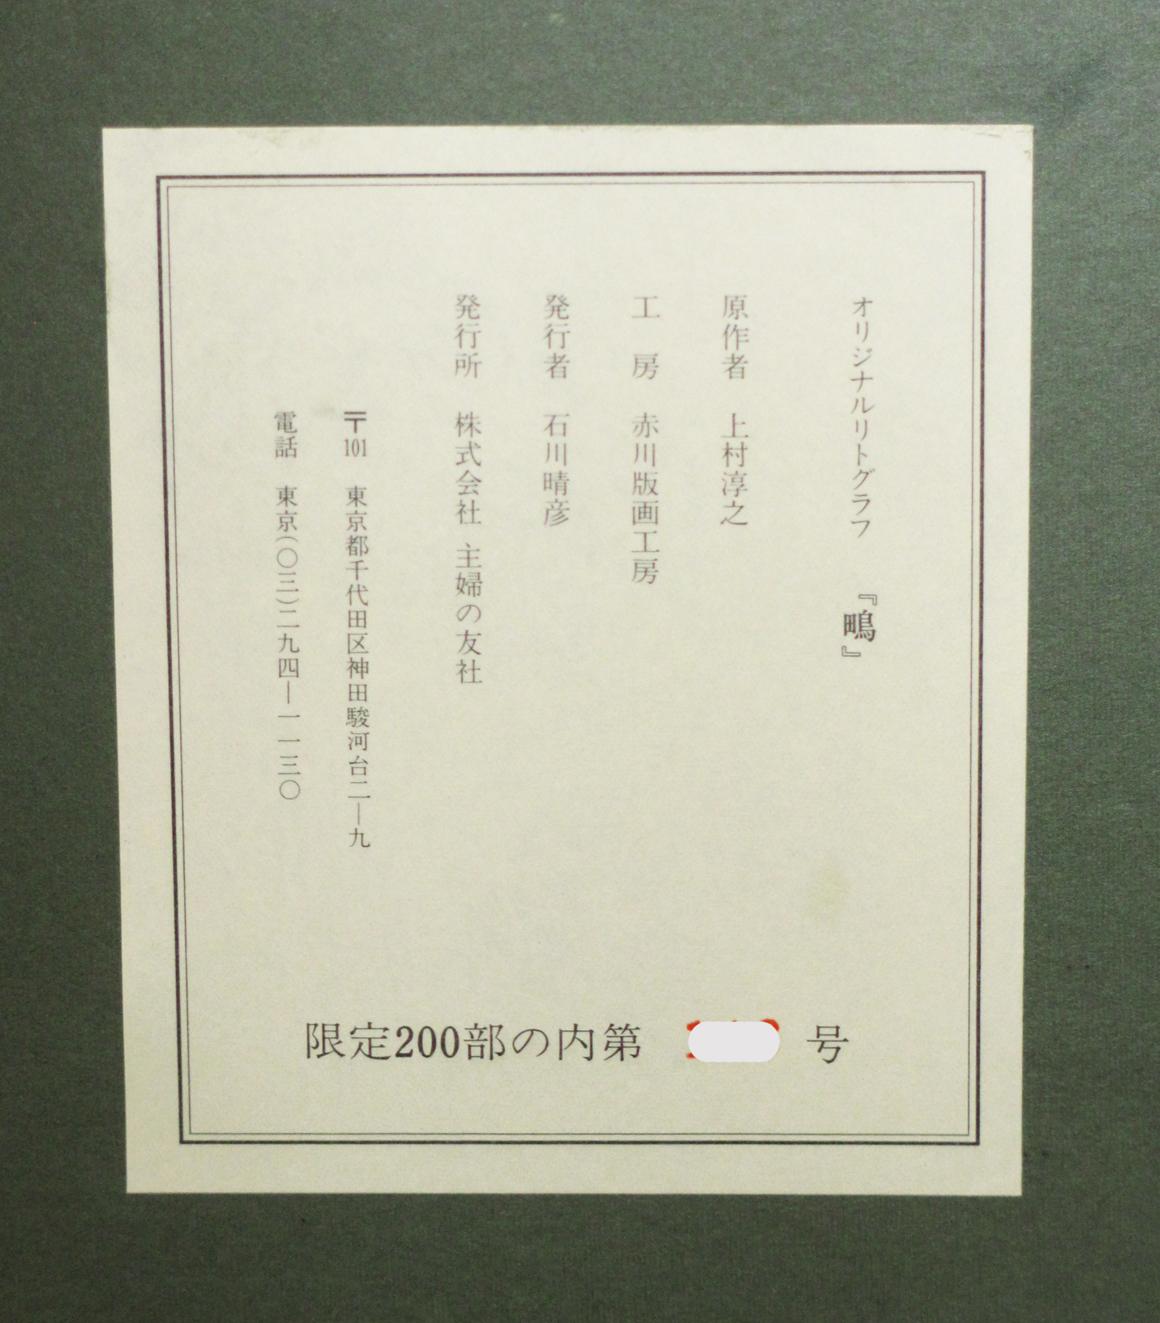 オリジナルリトグラフ 『鴫』
原作者 上村淳之
工 房 赤川版画工房
発行者 石川晴彦
発行所 株式会社 主婦の友社
〒101 東京都千代田区神田駿河台二―九
電話 東京(〇三)二九四―一一三〇
限定200部の内第 号